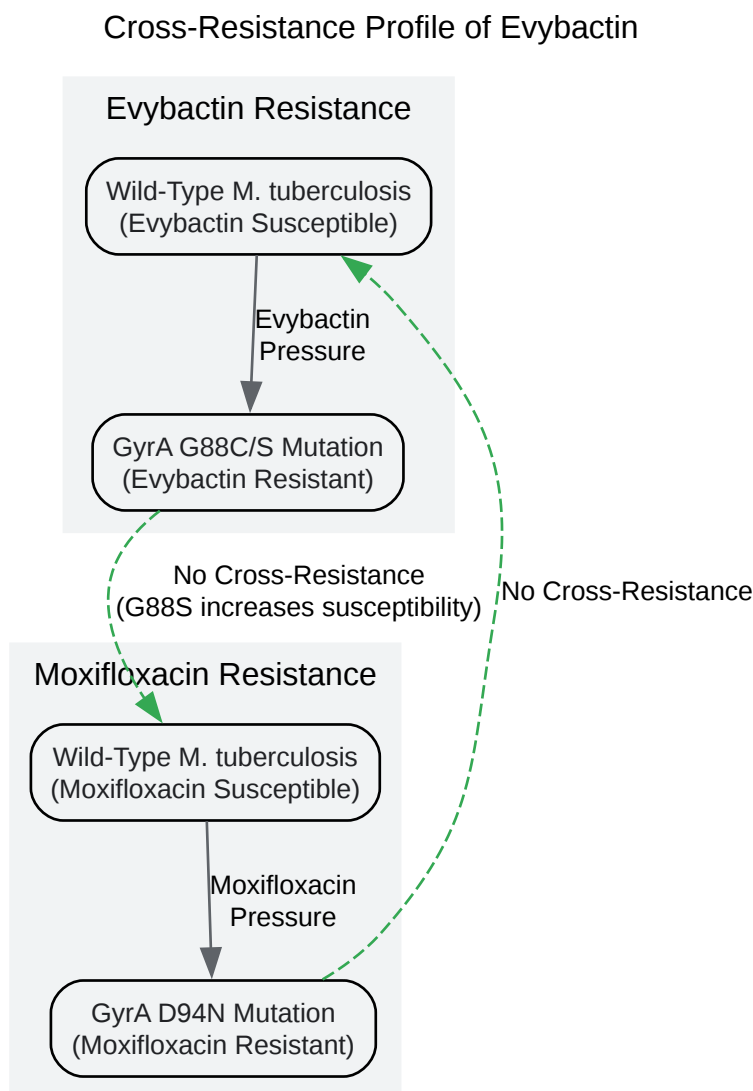 Cross-Resistance Profile of Evybactin
Evybactin Resistance
Wild-Type M. tuberculosis
(Evybactin Susceptible)
Evybactin
Pressure
GyrA G88C/S Mutation
(Evybactin Resistant)
No Cross-Resistance
(G88S increases susceptibility)
No Cross-Resistance
Moxifloxacin Resistance
Wild-Type M. tuberculosis
(Moxifloxacin Susceptible)
Moxifloxacin
Pressure
GyrA D94N Mutation
(Moxifloxacin Resistant)